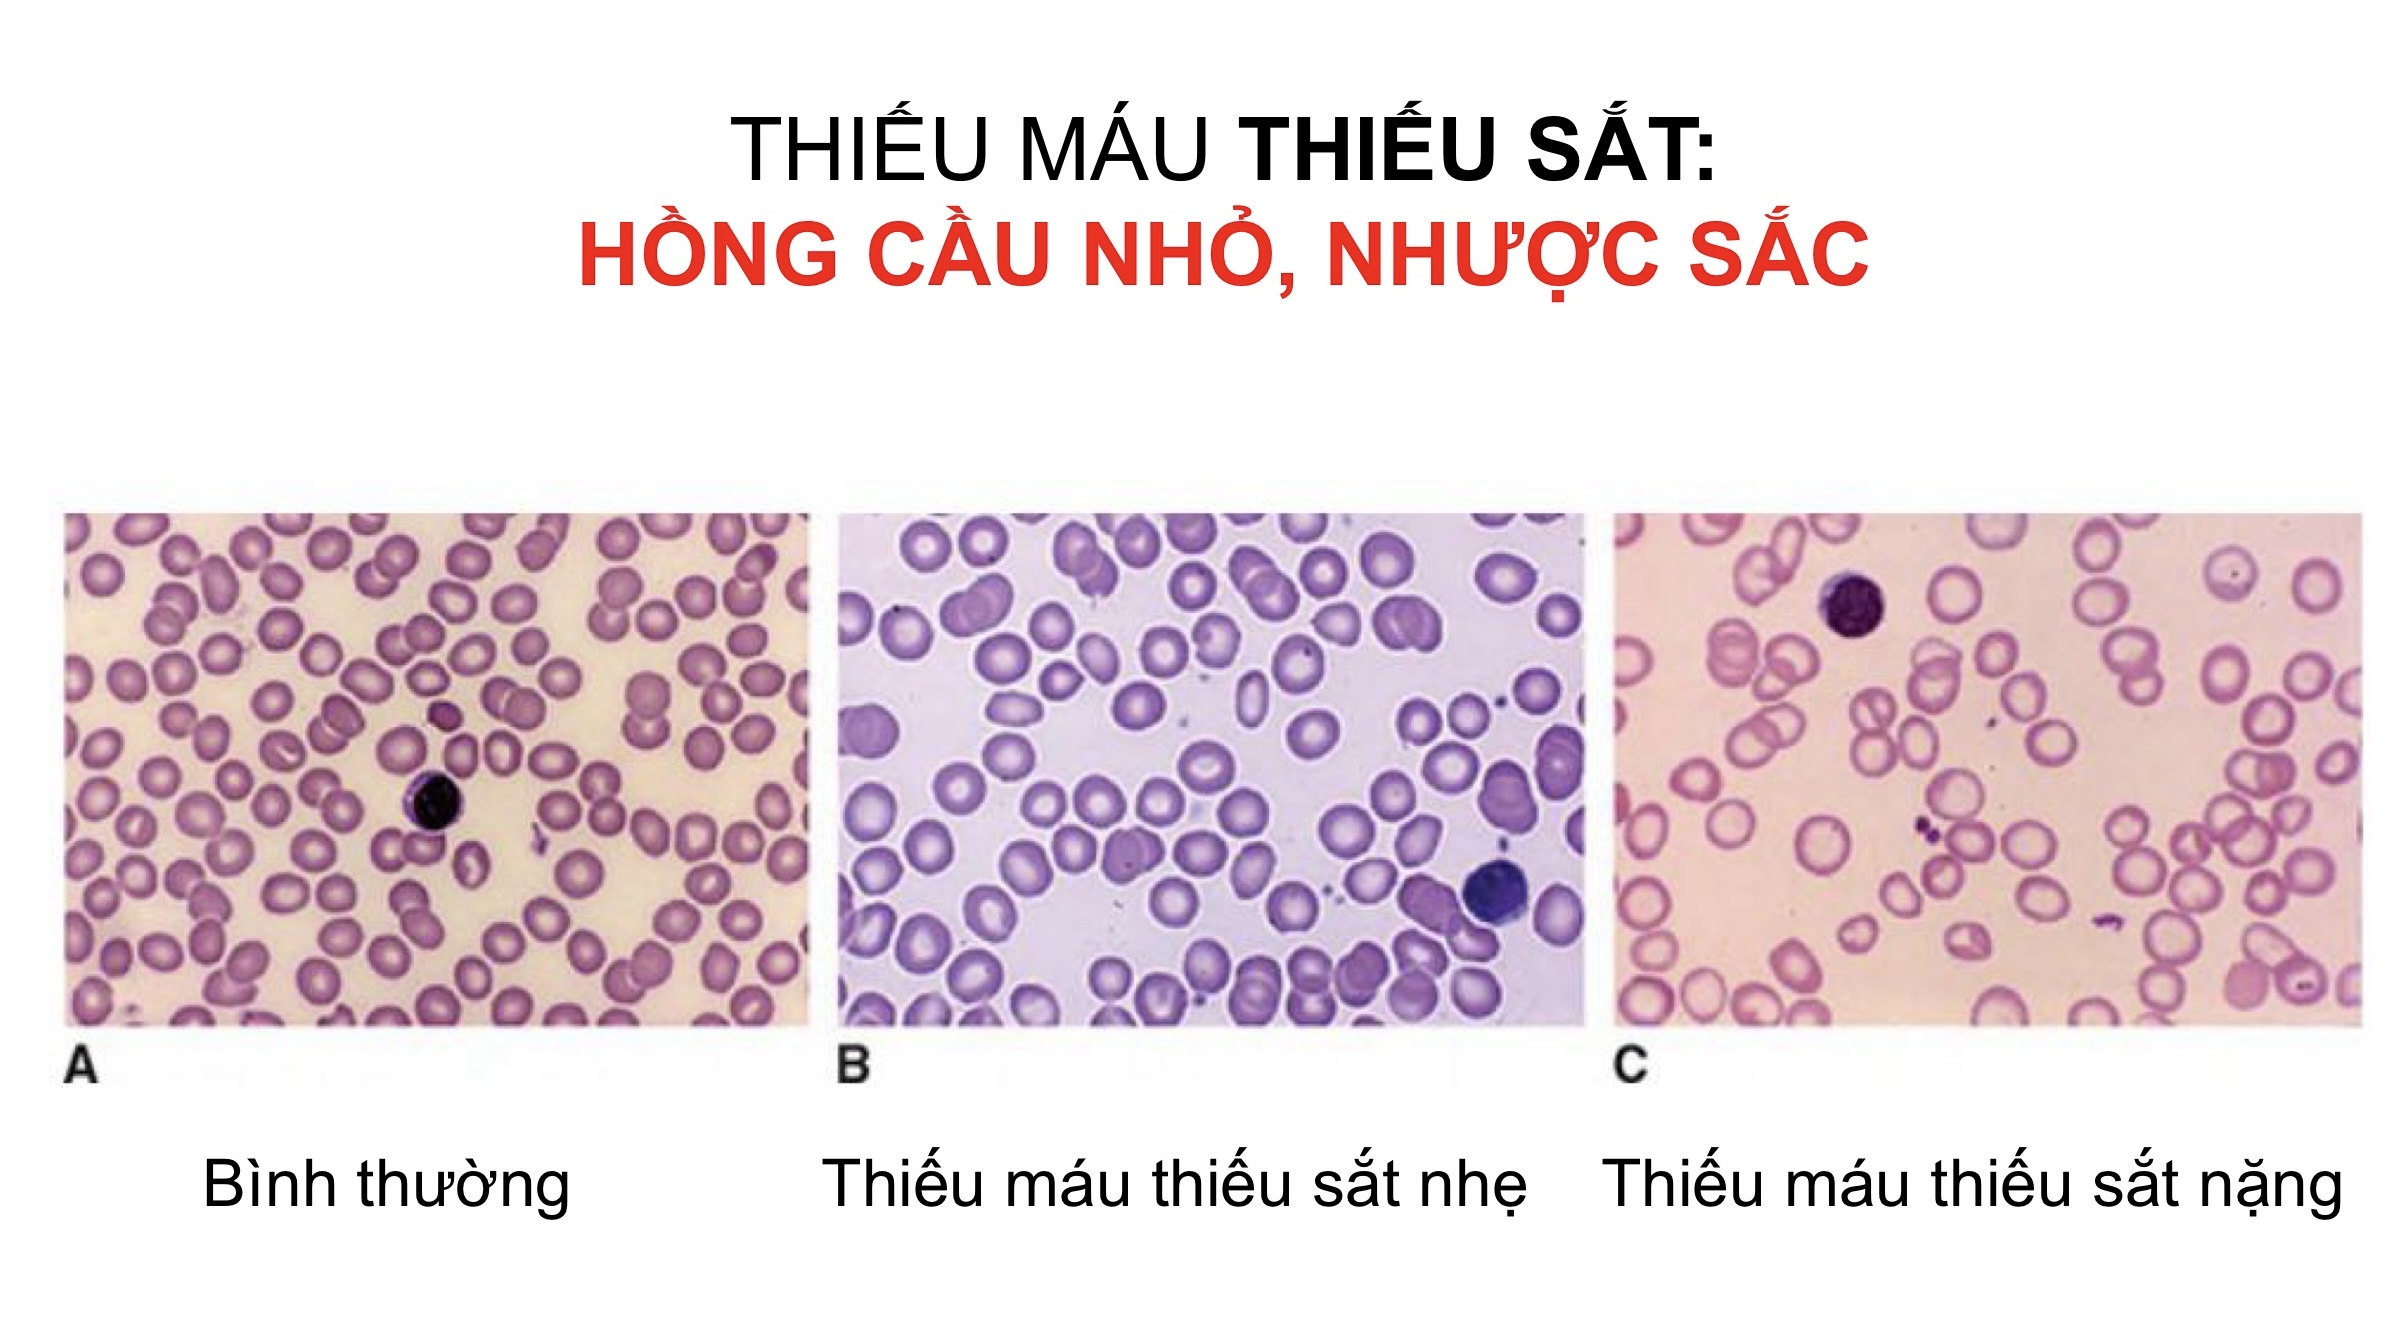 THIẾU MÁU THIẾU SẮT:
HỒNG CẦU NHỎ, NHƯỢC SẮC
A
B
C
Bình thường
Thiếu máu thiếu sắt nhẹ
Thiếu máu thiếu sắt nặng